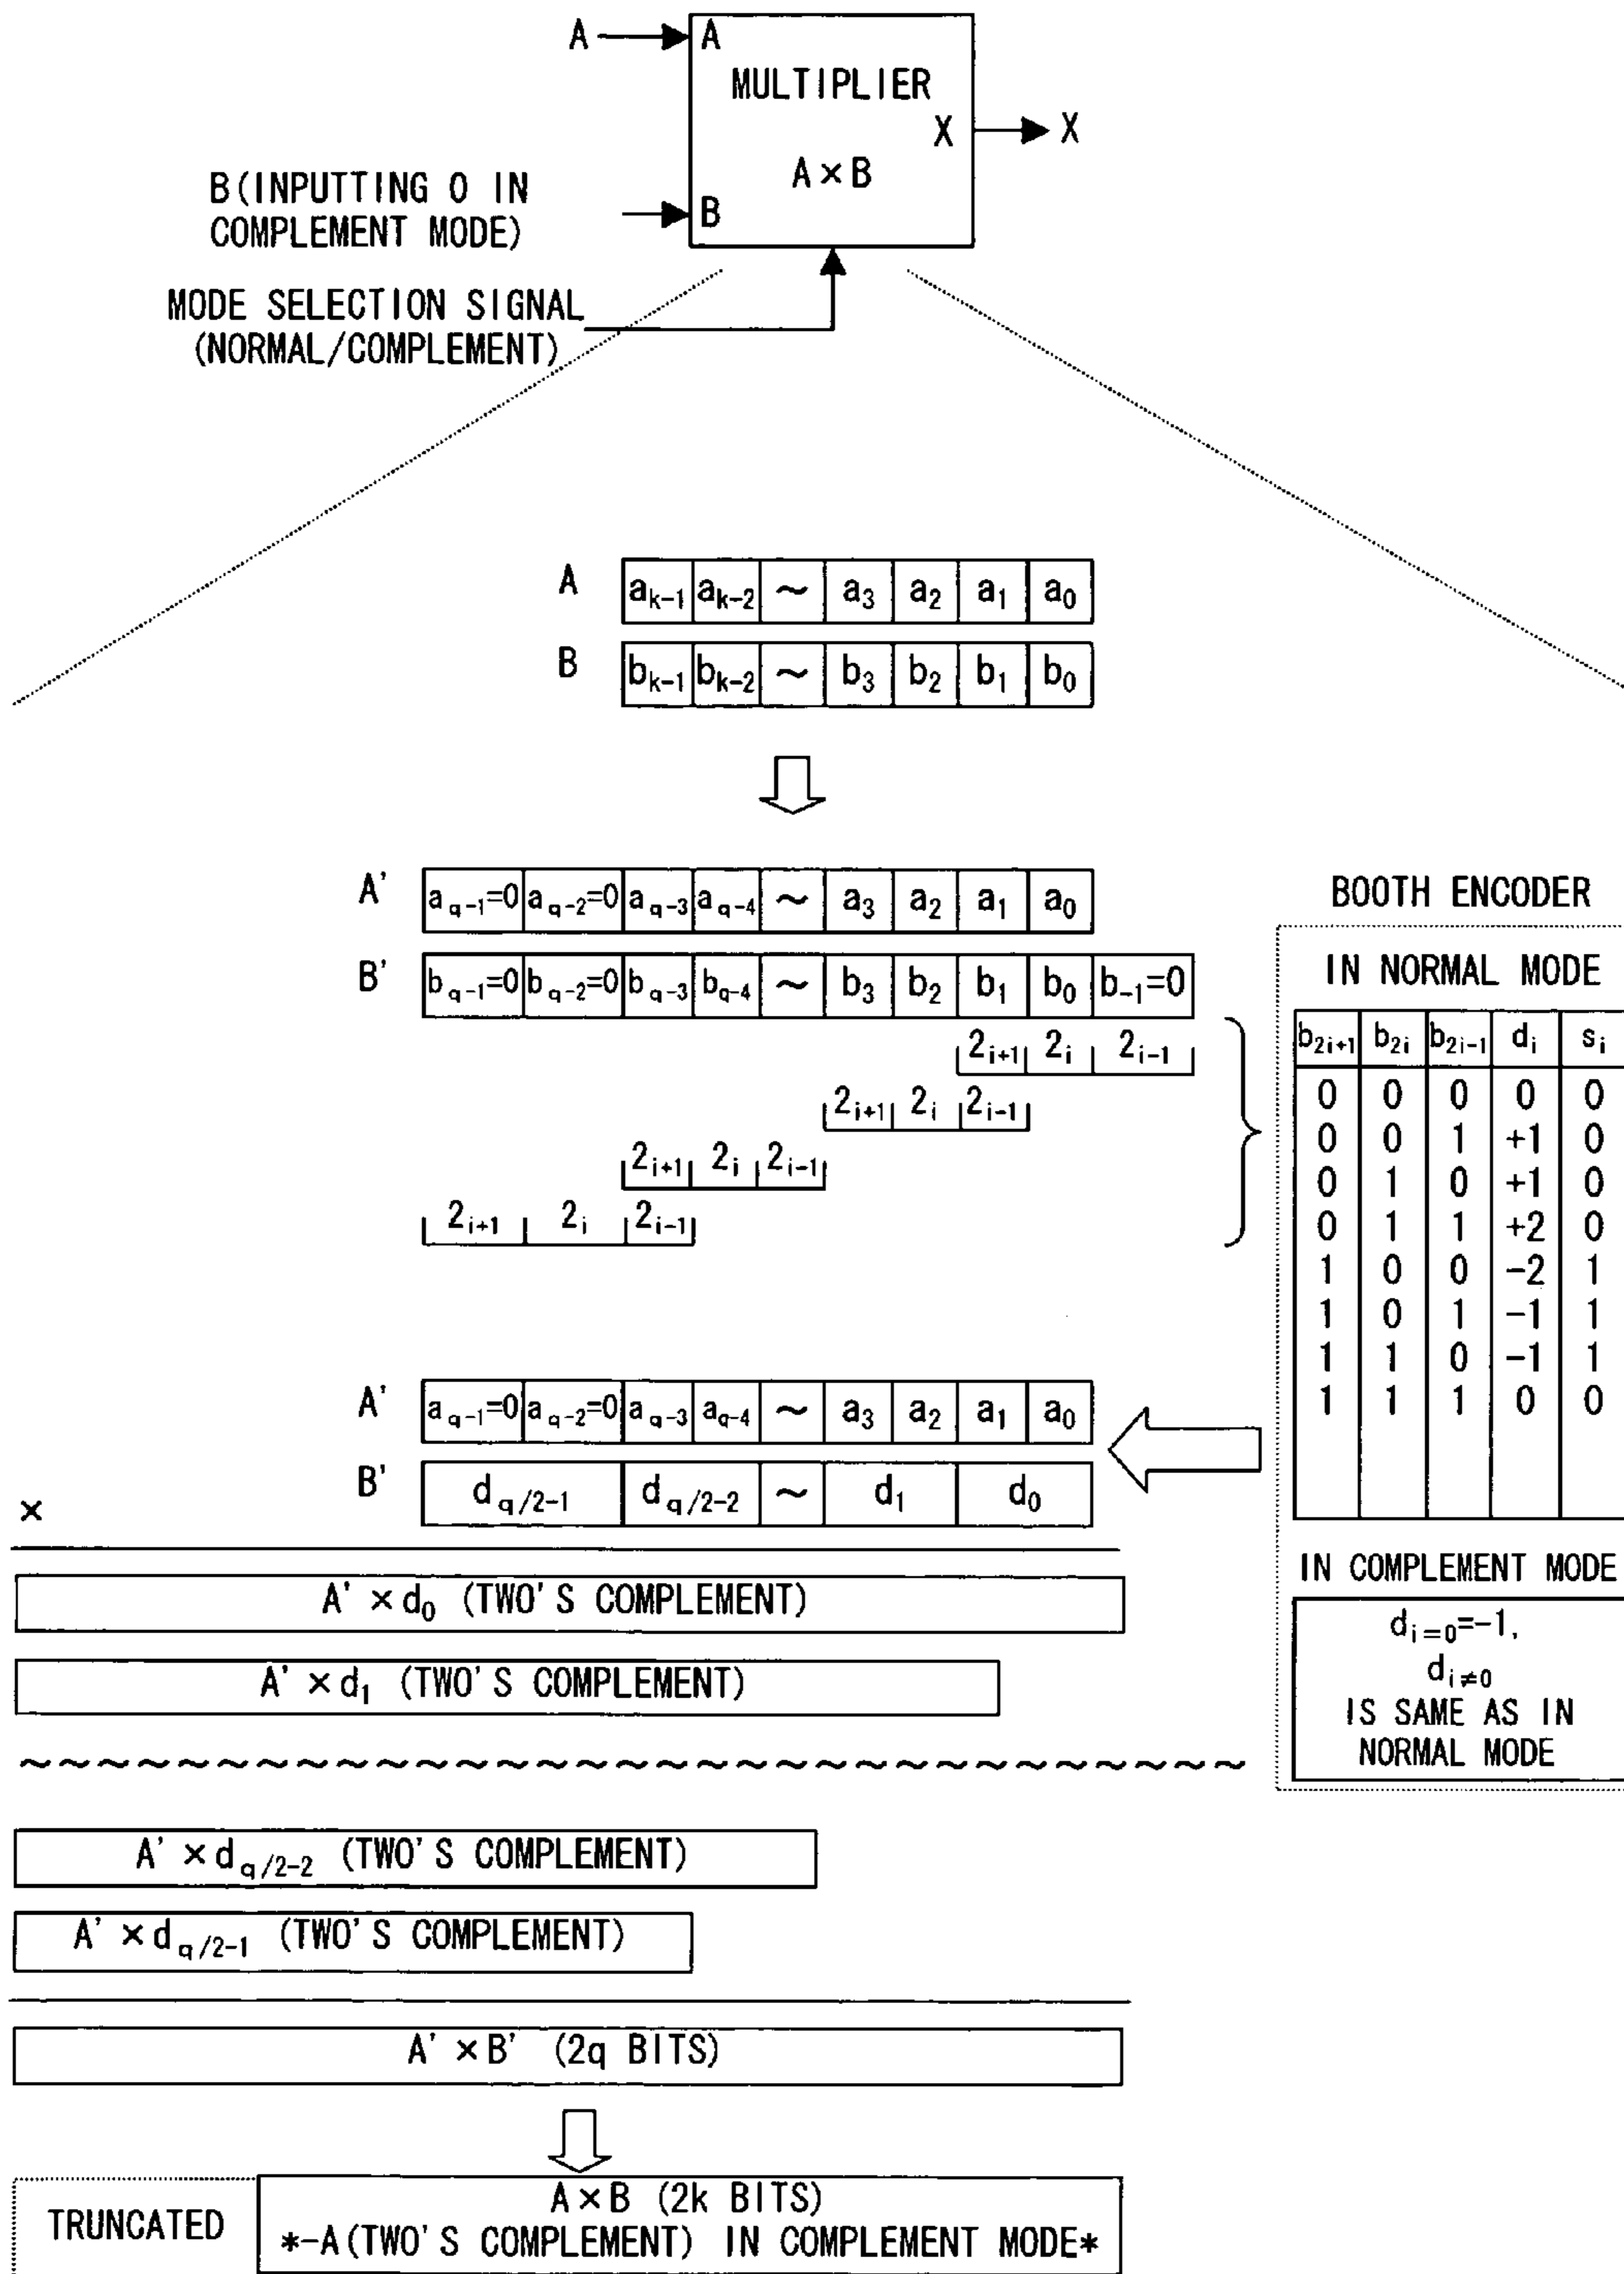 A A
MULTIPLIER
X X
A×B
B(INPUTTING 0 IN
COMPLEMENT MODE)
B
MODE SELECTION SIGNAL
(NORMAL/COMPLEMENT)
A a_{k-1} a_{k-2} ～ a_3 a_2 a_1 a_0
B b_{k-1} b_{k-2} ～ b_3 b_2 b_1 b_0
A' a_{q-1}=0 a_{q-2}=0 a_{q-3} a_{q-4} ～ a_3 a_2 a_1 a_0
B' b_{q-1}=0 b_{q-2}=0 b_{q-3} b_{q-4} ～ b_3 b_2 b_1 b_0 b_{-1}=0
2_{i+1} 2_i 2_{i-1}
2_{i+1} 2_i 2_{i-1}
2_{i+1} 2_i 2_{i-1}
2_{i+1} 2_i 2_{i-1}
BOOTH ENCODER
IN NORMAL MODE
b_{2i+1} b_{2i} b_{2i-1} d_i s_i
0 0 0 0 0
0 0 1 +1 0
0 1 0 +1 0
0 1 1 +2 0
1 0 0 -2 1
1 0 1 -1 1
1 1 0 -1 1
1 1 1 0 0
IN COMPLEMENT MODE
d_{i=0}=-1,
d_{i≠0}
IS SAME AS IN
NORMAL MODE
A' a_{q-1}=0 a_{q-2}=0 a_{q-3} a_{q-4} ～ a_3 a_2 a_1 a_0
× B' d_{q/2-1} d_{q/2-2} ～ d_1 d_0
A'×d_0 (TWO'S COMPLEMENT)
A'×d_1 (TWO'S COMPLEMENT)
～～～～～～～～～～～～～～～～～～～～～～～～～～～～～～～～
A'×d_{q/2-2} (TWO'S COMPLEMENT)
A'×d_{q/2-1} (TWO'S COMPLEMENT)
A'×B' (2q BITS)
TRUNCATED
A×B (2k BITS)
*-A(TWO'S COMPLEMENT) IN COMPLEMENT MODE*